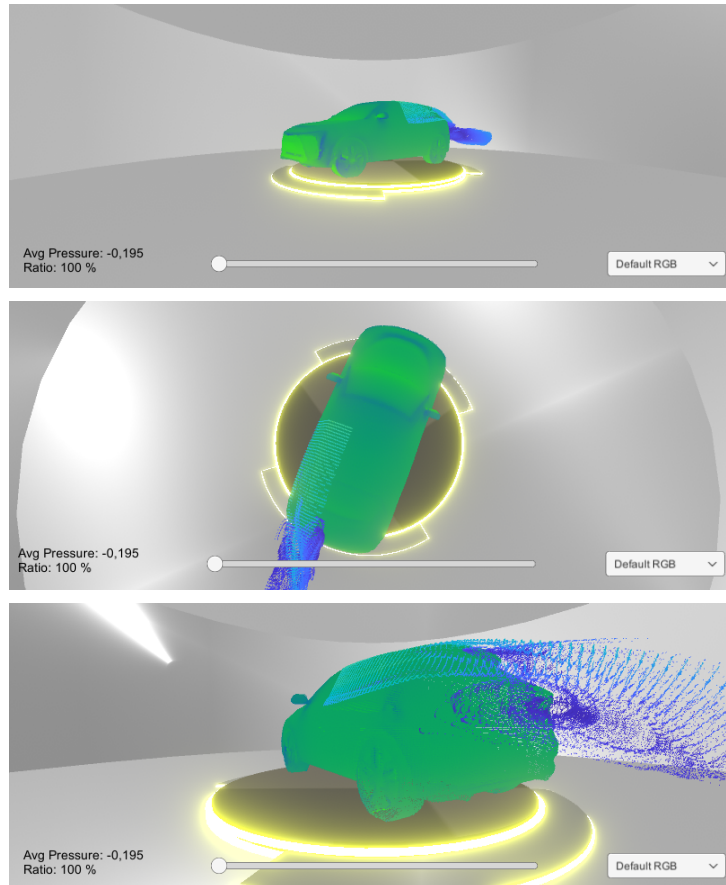 Avg Pressure: -0,195
Ratio: 100 %
Default RGB
Avg Pressure: -0,195
Ratio: 100 %
Default RGB
Avg Pressure: -0,195
Ratio: 100 %
Default RGB